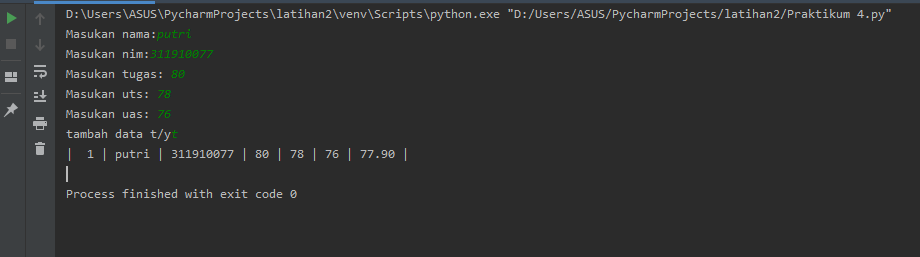 D:\Users\ASUS\PycharmProjects\latihan2\venv\Scripts\python.exe "D:/Users/ASUS/PycharmProjects/latihan2/Praktikum 4.py"
Masukan nama:putri
Masukan nim:311910077
Masukan tugas: 80
Masukan uts: 78
Masukan uas: 76
tambah data t/yt
|  1 | putri | 311910077 | 80 | 78 | 76 | 77.90 |
Process finished with exit code 0